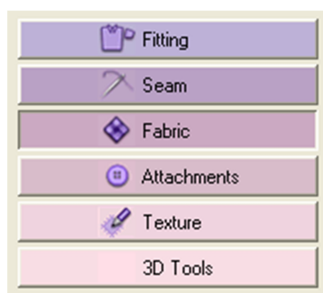 Fitting
Seam
Fabric
Attachments
Texture
3D Tools